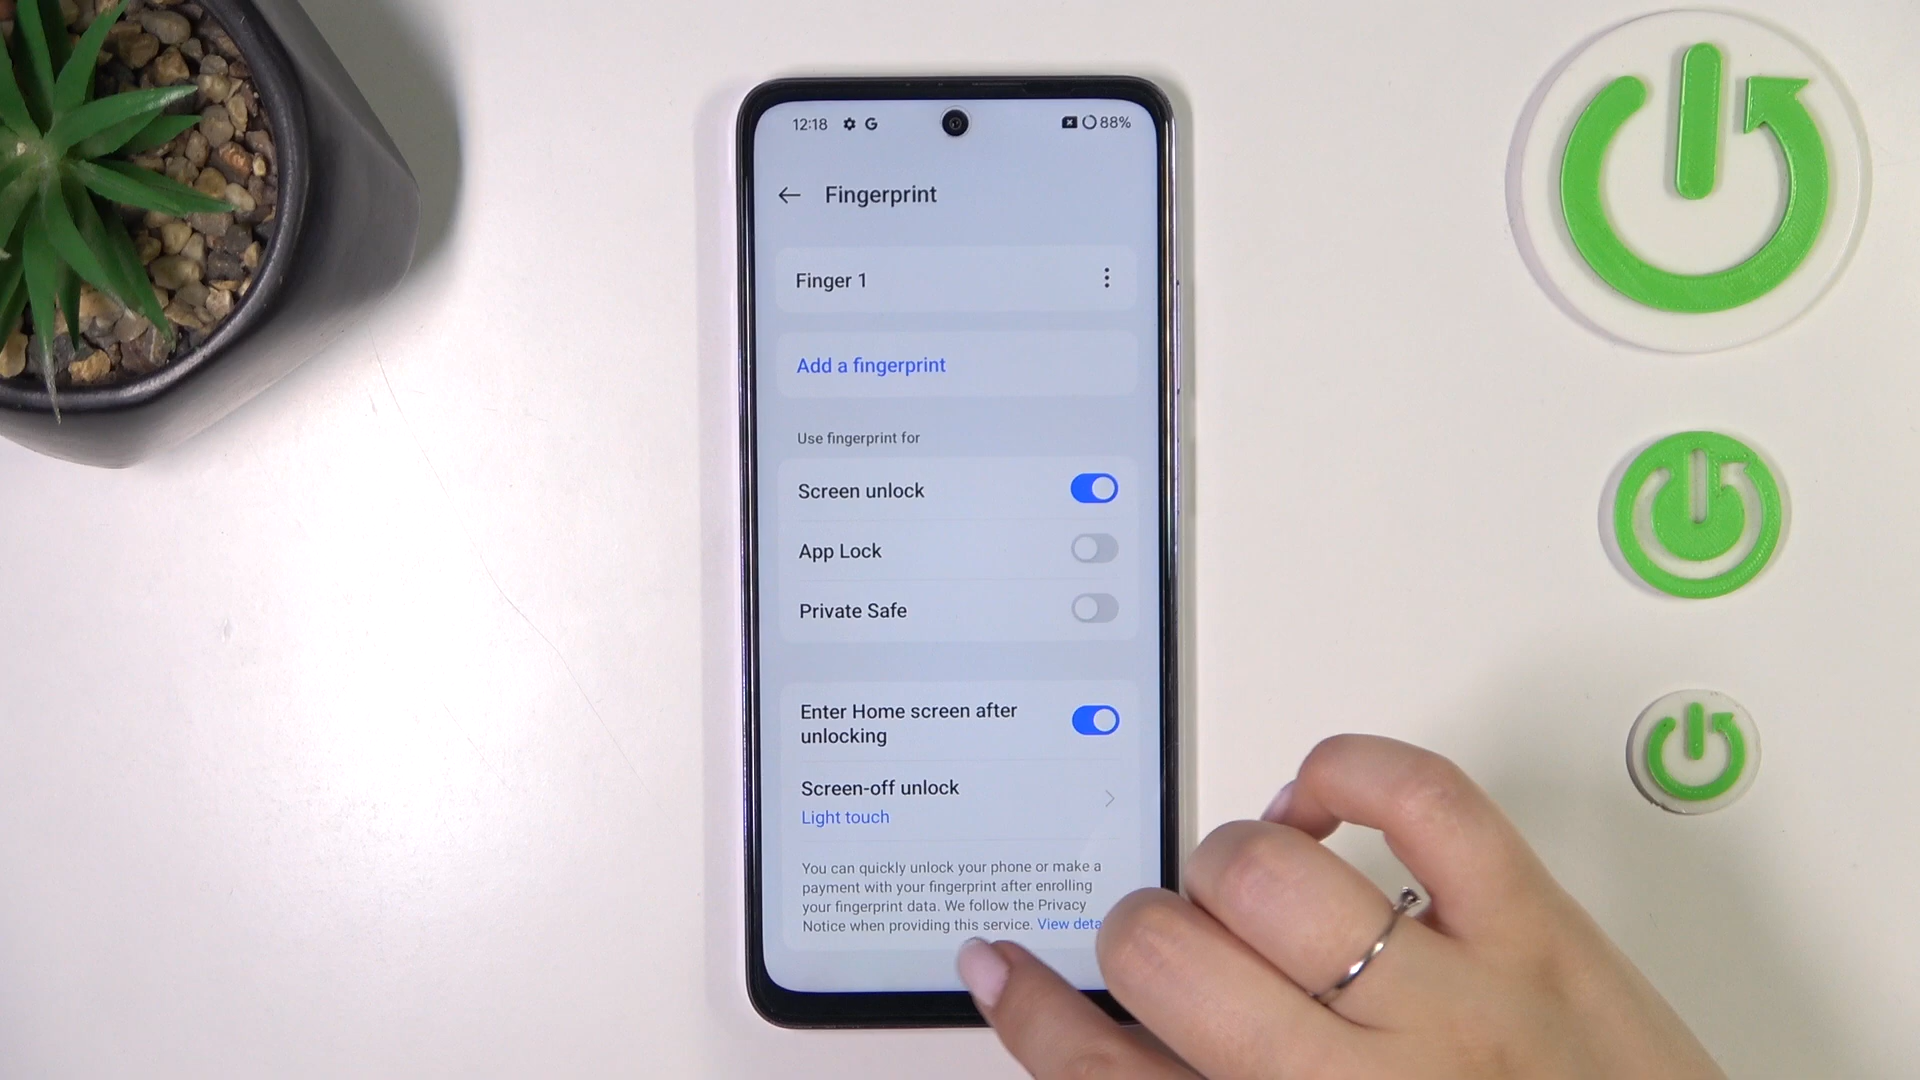 12:18 G 88%
Fingerprint
Finger 1
Add a fingerprint
Use fingerprint for
Screen unlock
App Lock
Private Safe
Enter Home screen after
unlocking
Screen-off unlock
Light touch
You can quickly unlock your phone or make a
payment with your fingerprint after enrolling
your fingerprint data. We follow the Privacy
Notice when providing this service. View